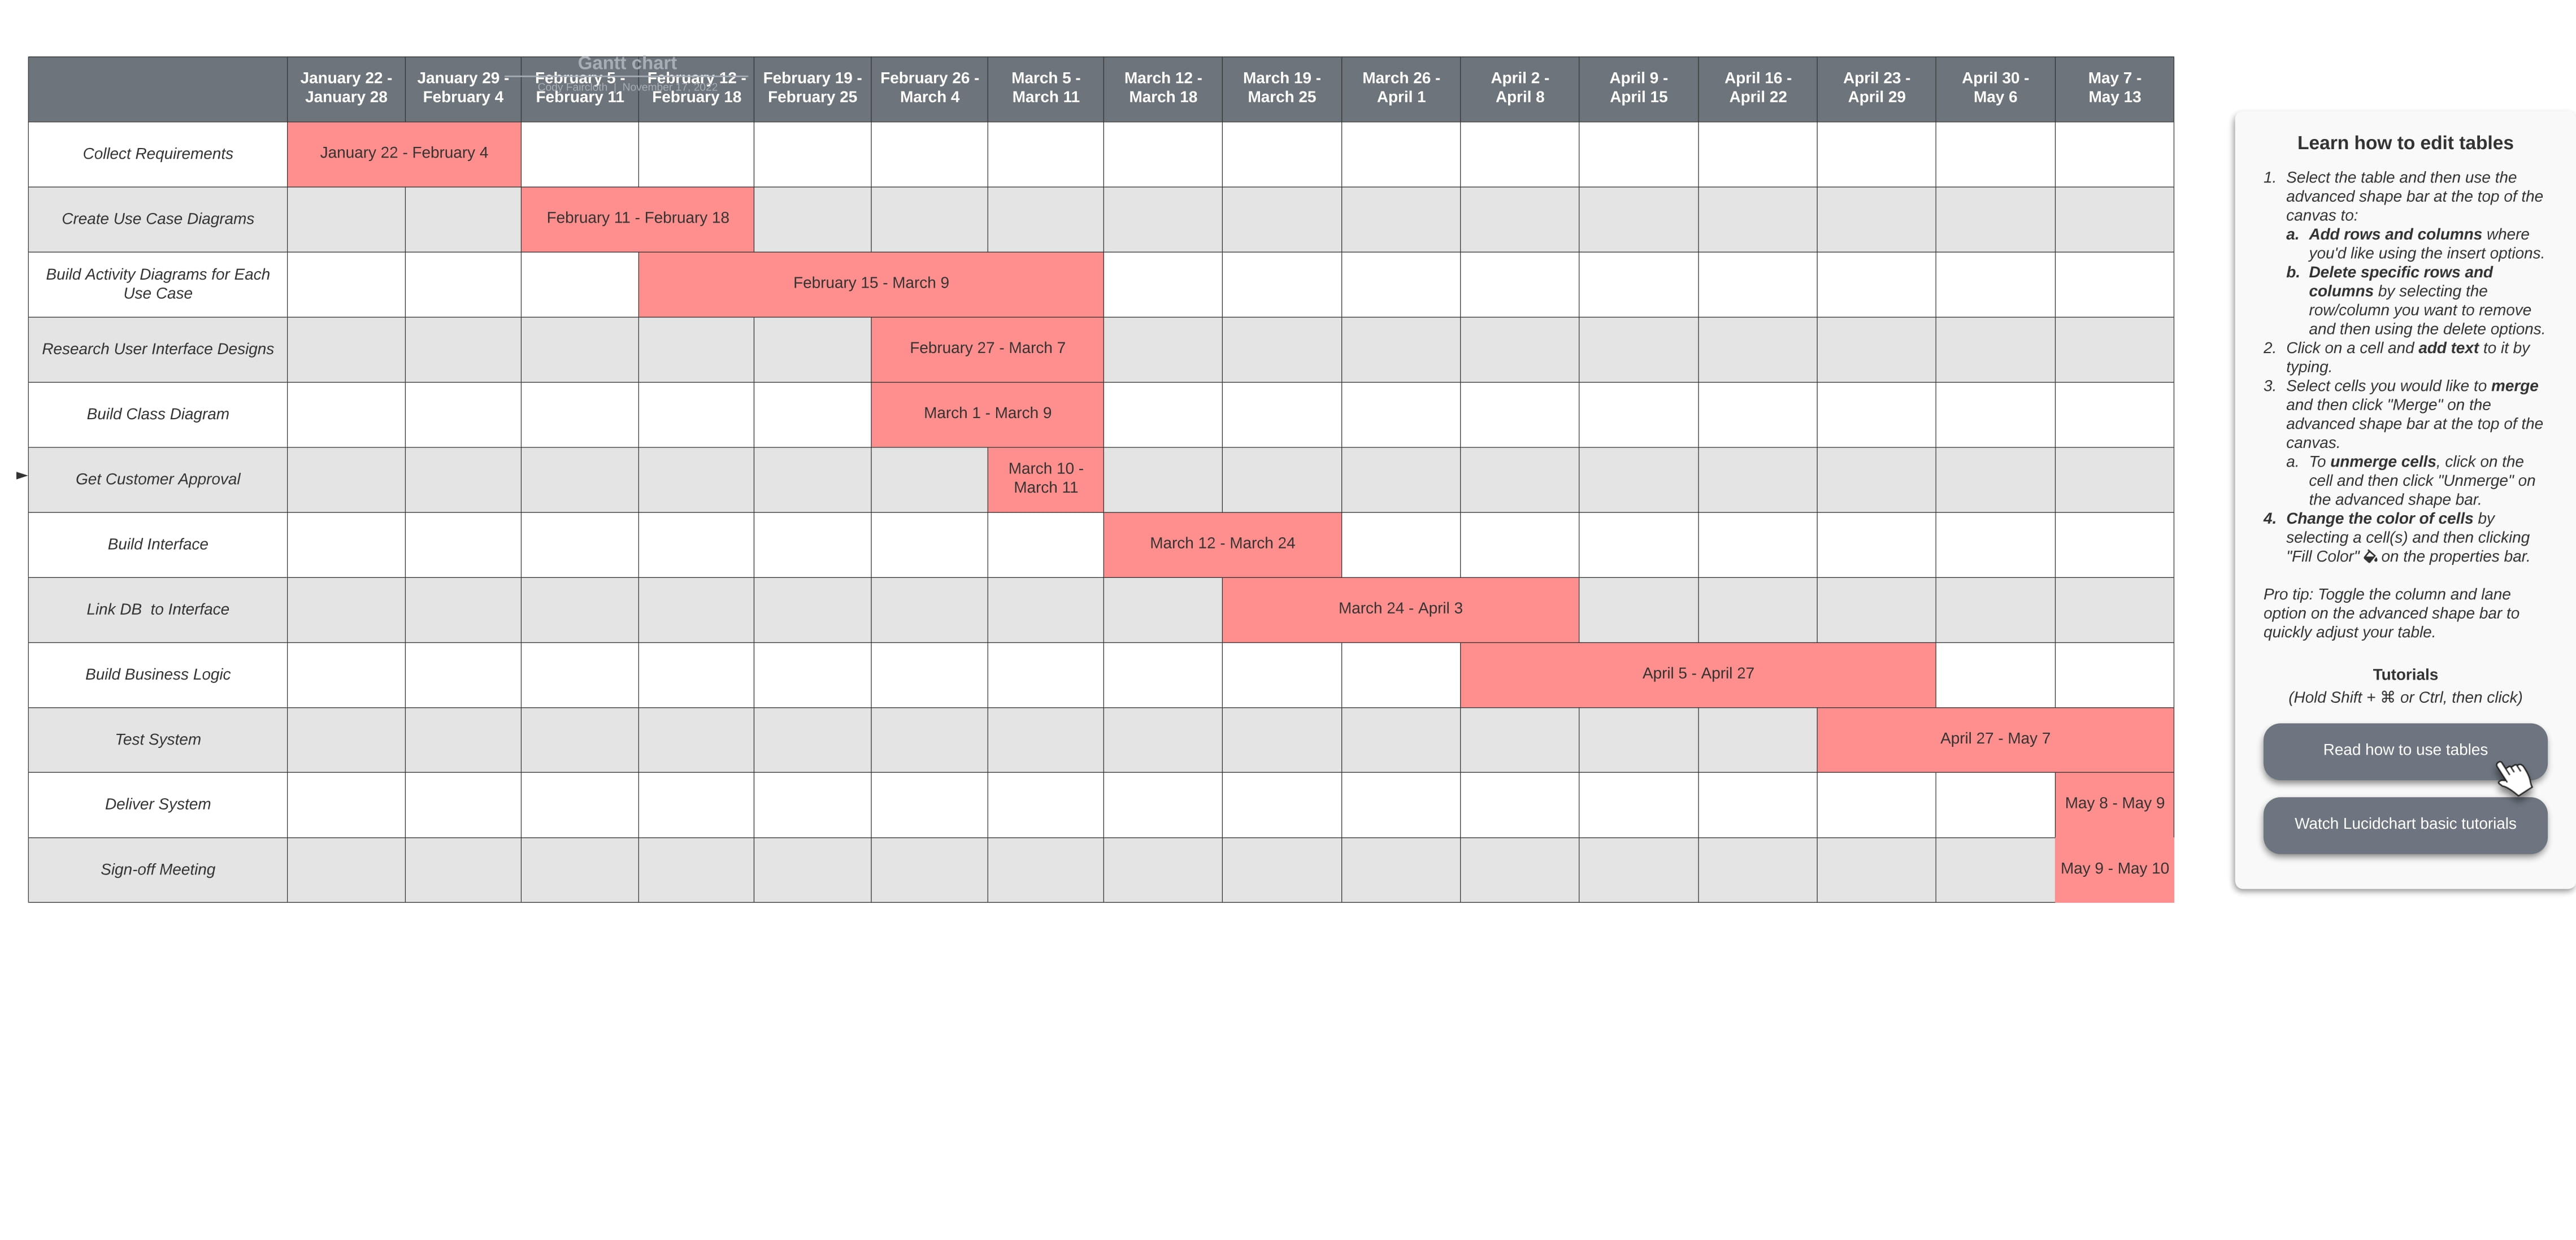 Gantt chart
Cody Faircloth | November 17, 2022
January 22 -
January 28
January 29 -
February 4
February 5 -
February 11
February 12 -
February 18
February 19 -
February 25
February 26 -
March 4
March 5 -
March 11
March 12 -
March 18
March 19 -
March 25
March 26 -
April 1
April 2 -
April 8
April 9 -
April 15
April 16 -
April 22
April 23 -
April 29
April 30 -
May 6
May 7 -
May 13
Collect Requirements
January 22 - February 4
Create Use Case Diagrams
February 11 - February 18
Build Activity Diagrams for Each
Use Case
February 15 - March 9
Research User Interface Designs
February 27 - March 7
Build Class Diagram
March 1 - March 9
Get Customer Approval
March 10 -
March 11
Build Interface
March 12 - March 24
Link DB  to Interface
March 24 - April 3
Build Business Logic
April 5 - April 27
Test System
April 27 - May 7
Deliver System
May 8 - May 9
Sign-off Meeting
May 9 - May 10
Learn how to edit tables
1. Select the table and then use the
advanced shape bar at the top of the
canvas to:
a. Add rows and columns where
you'd like using the insert options.
b. Delete specific rows and
columns by selecting the
row/column you want to remove
and then using the delete options.
2. Click on a cell and add text to it by
typing.
3. Select cells you would like to merge
and then click "Merge" on the
advanced shape bar at the top of the
canvas.
a. To unmerge cells, click on the
cell and then click "Unmerge" on
the advanced shape bar.
4. Change the color of cells by
selecting a cell(s) and then clicking
"Fill Color" on the properties bar.
Pro tip: Toggle the column and lane
option on the advanced shape bar to
quickly adjust your table.
Tutorials
(Hold Shift + ⌘ or Ctrl, then click)
Read how to use tables
Watch Lucidchart basic tutorials